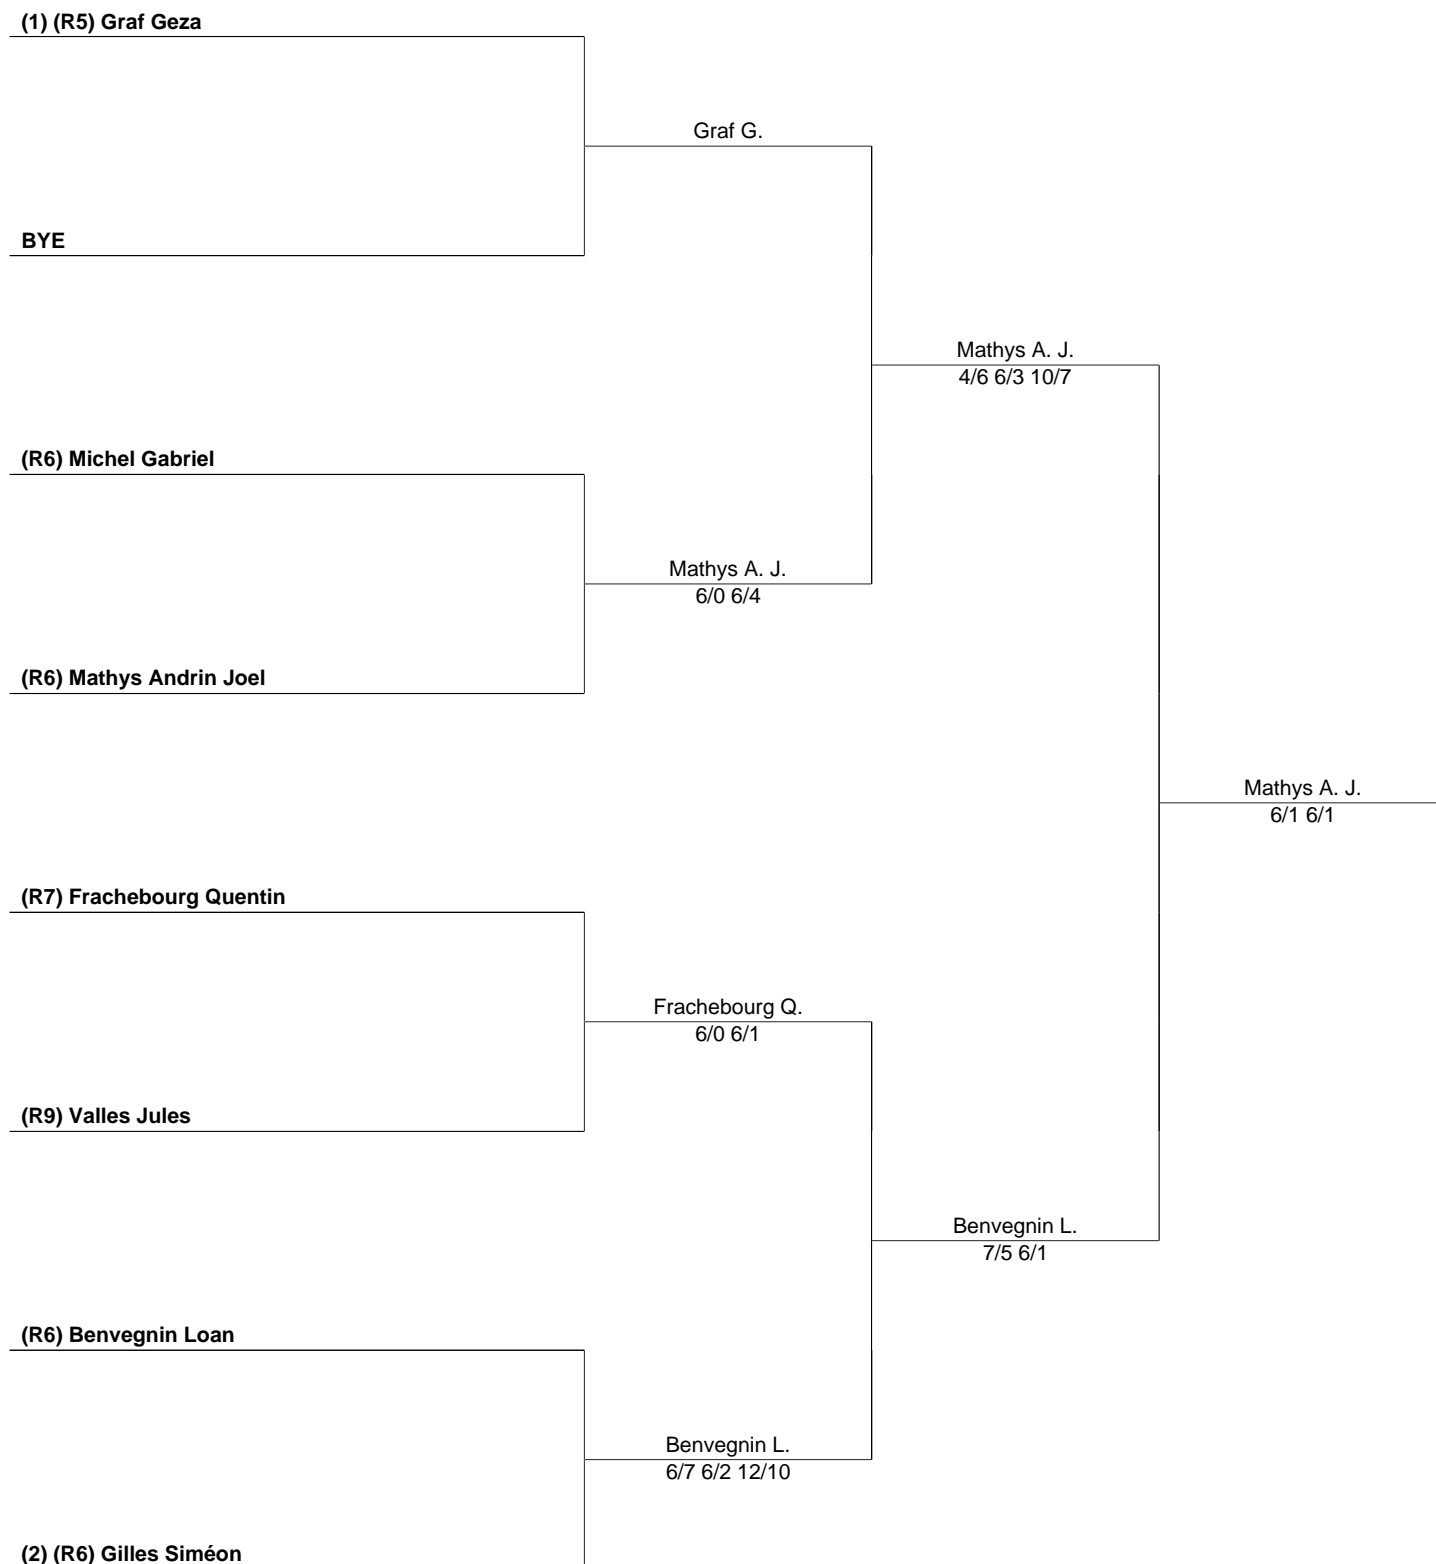 (1) (R5) Graf Geza
Graf G.
BYE
Mathys A. J.
4/6 6/3 10/7
(R6) Michel Gabriel
Mathys A. J.
6/0 6/4
(R6) Mathys Andrin Joel
Mathys A. J.
6/1 6/1
(R7) Frachebourg Quentin
Frachebourg Q.
6/0 6/1
(R9) Valles Jules
Benvegnin L.
7/5 6/1
(R6) Benvegnin Loan
Benvegnin L.
6/7 6/2 12/10
(2) (R6) Gilles Siméon